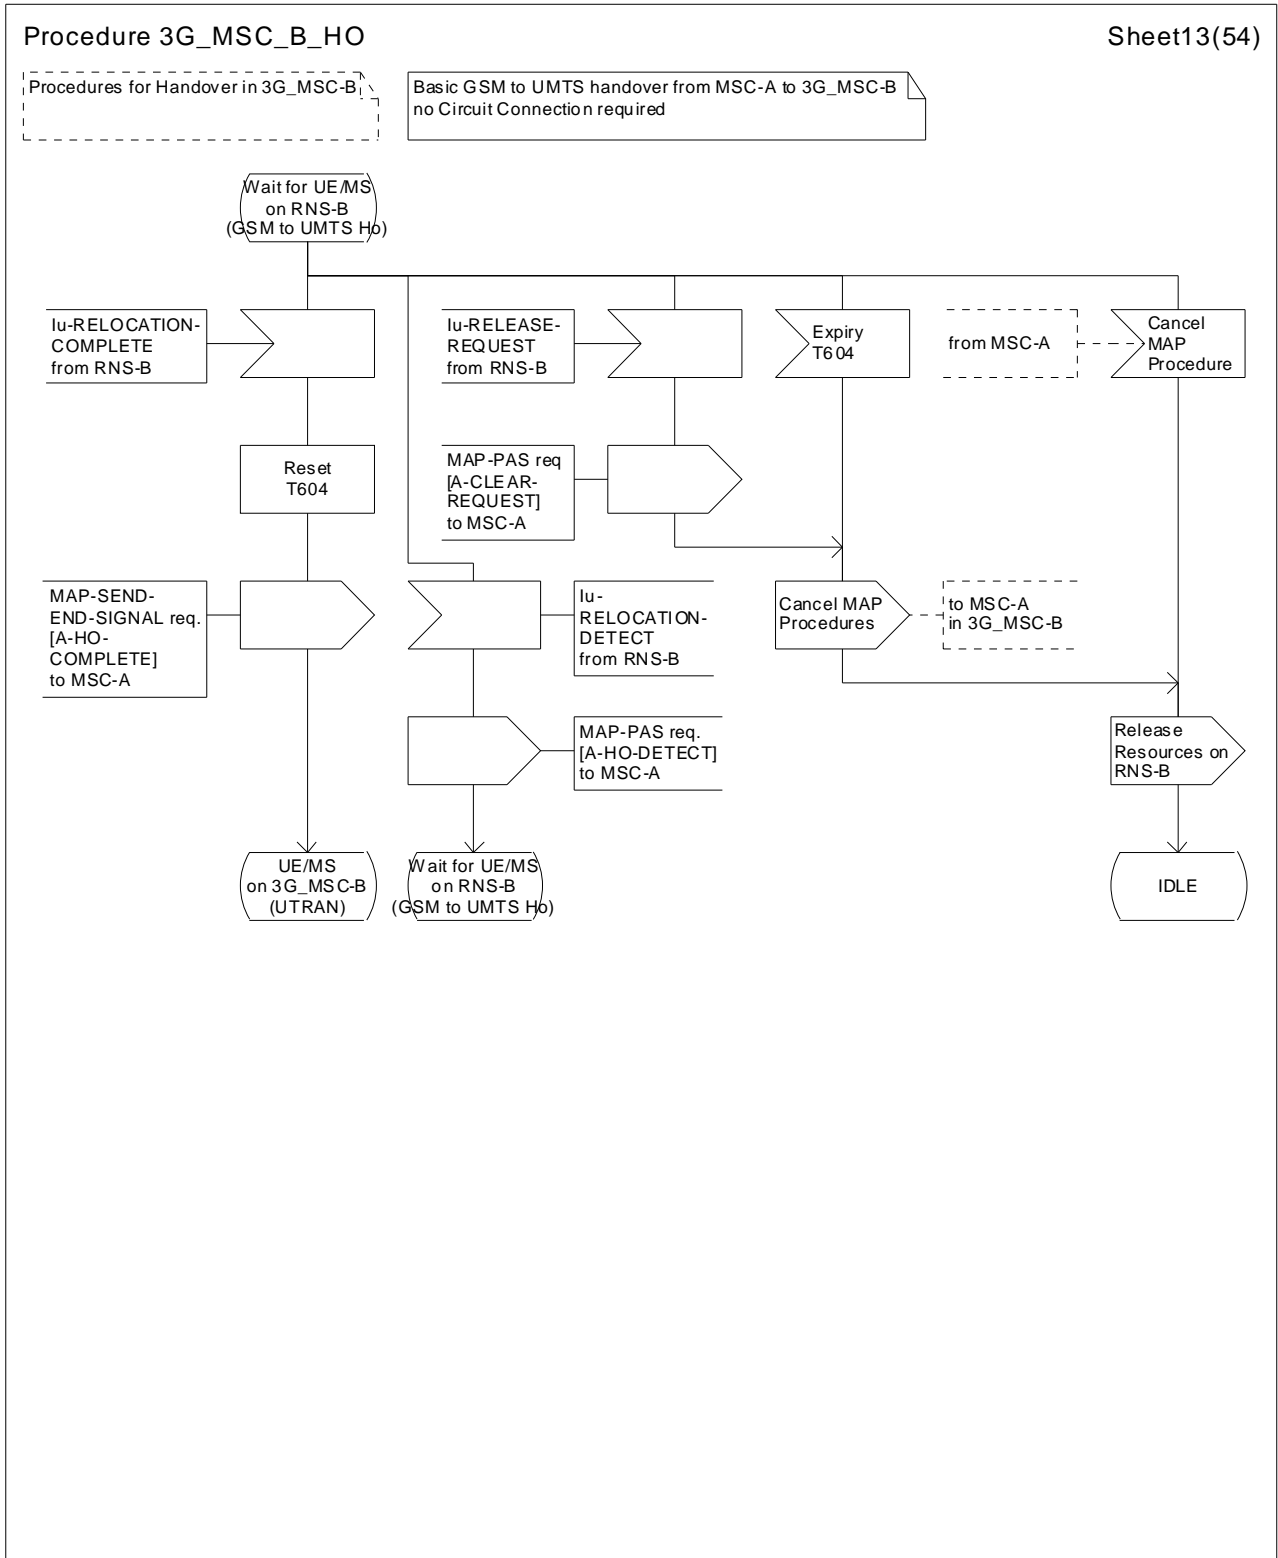 Procedure 3G_MSC_B_HO
Sheet13(54)
Procedures for Handover in 3G_MSC-B
Basic GSM to UMTS handover from MSC-A to 3G_MSC-B
no Circuit Connection required
Wait for UE/MS
on RNS-B
(GSM to UMTS Ho)
Iu-RELOCATION-
COMPLETE
from RNS-B
Iu-RELEASE-
REQUEST
from RNS-B
Expiry
T604
from MSC-A
Cancel
MAP
Procedure
Reset
T604
MAP-PAS req
[A-CLEAR-
REQUEST]
to MSC-A
MAP-SEND-
END-SIGNAL req.
[A-HO-
COMPLETE]
to MSC-A
Iu-
RELOCATION-
DETECT
from RNS-B
Cancel MAP
Procedures
to MSC-A
in 3G_MSC-B
MAP-PAS req.
[A-HO-DETECT]
to MSC-A
Release
Resources on
RNS-B
UE/MS
on 3G_MSC-B
(UTRAN)
Wait for UE/MS
on RNS-B
(GSM to UMTS Ho)
IDLE